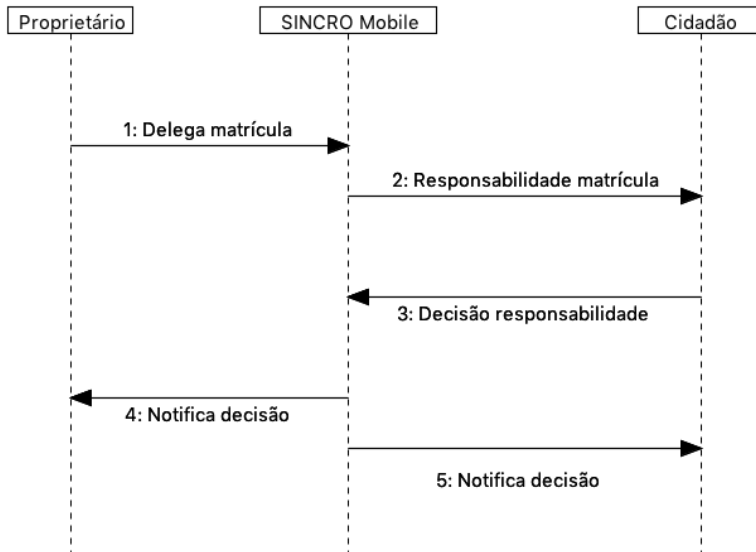 Proprietário
SINCRO Mobile
Cidadão
1: Delega matrícula
2: Responsabilidade matrícula
3: Decisão responsabilidade
4: Notifica decisão
5: Notifica decisão